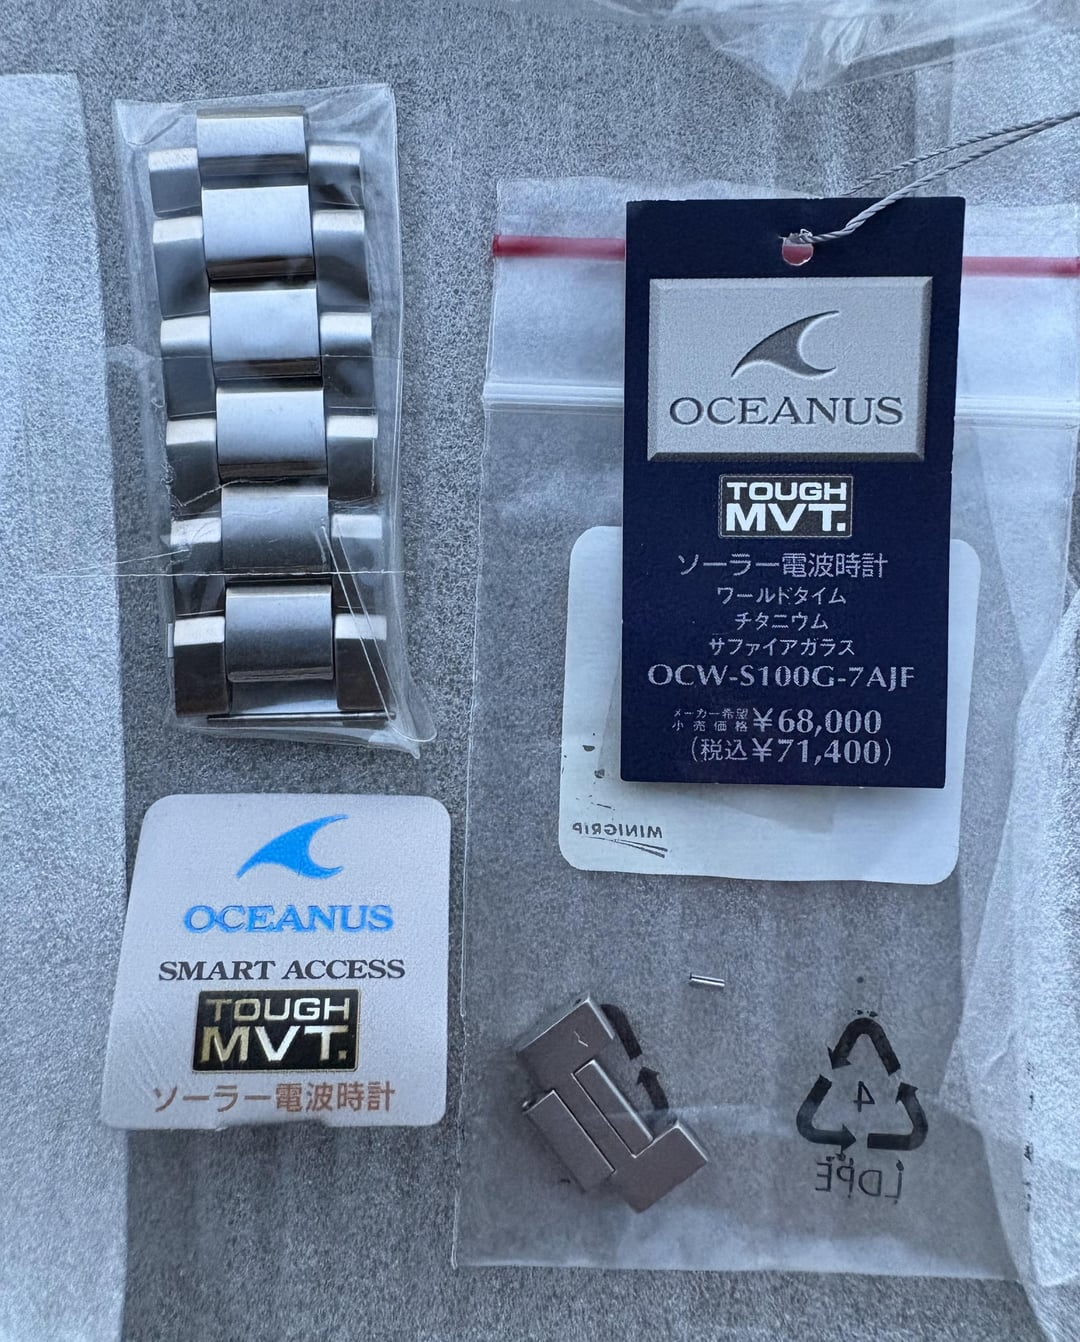 OCEANUS
TOUGH
MVT.
ソーラー電波時計
ワールドタイム
チタニウム
サファイアガラス
OCW-S100G-7AJF
メーカー希望
小売価格 ¥68,000
(税込¥71,400)
MINIGRIP
OCEANUS
SMART ACCESS
TOUGH
MVT.
ソーラー電波時計
4
LDPE